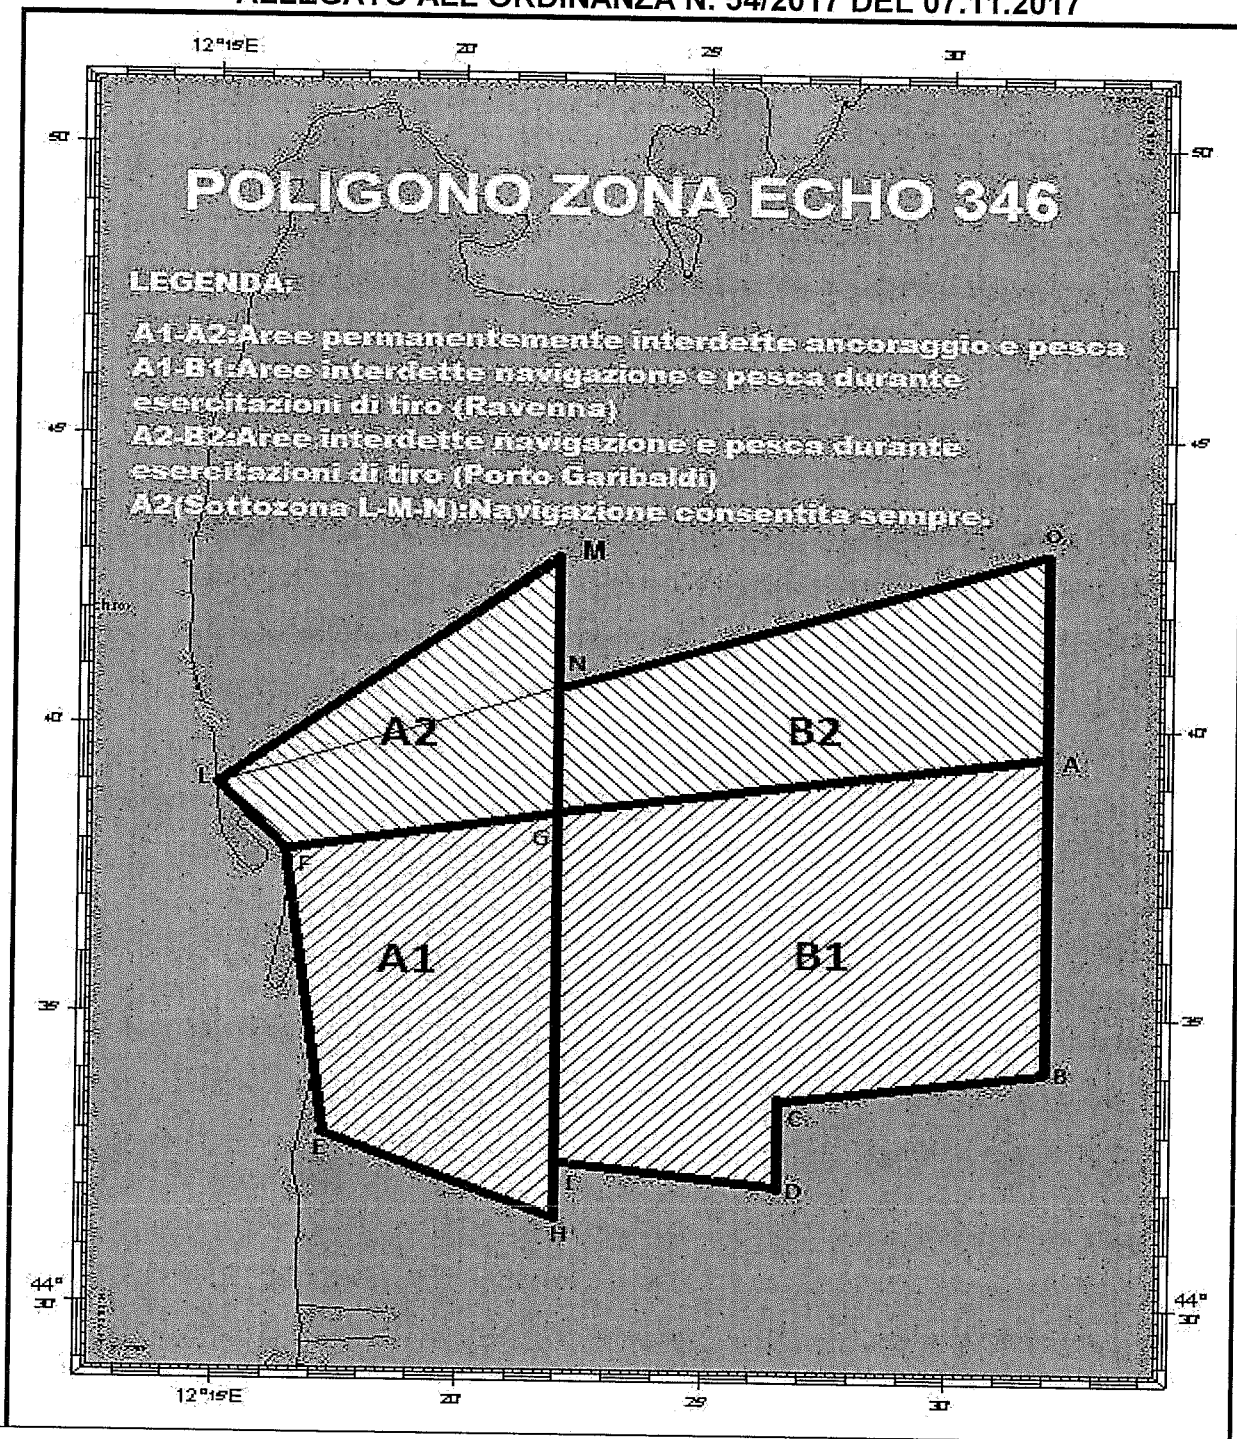 ALLEGATO ALL'ORDINANZA N. 54/2017 DEL 07.11.2017
12°15'E 20' 25' 30'
50' 50'
POLIGONO ZONA ECHO 346
LEGENDA:
A1-A2:Aree permanentemente interdette ancoraggio e pesca
A1-B1:Aree interdette navigazione e pesca durante
esercitazioni di tiro (Ravenna)
45' 45'
A2-B2:Aree interdette navigazione e pesca durante
esercitazioni di tiro (Porto Garibaldi)
A2(Sottozona L-M-N):Navigazione consentita sempre.
M
O
N
40' 40'
A2
B2
L
A
G
F
A1
B1
35' 35'
B
C
E
I
D
H
44° 44°
30' 30'
12°15'E 20' 25' 30'